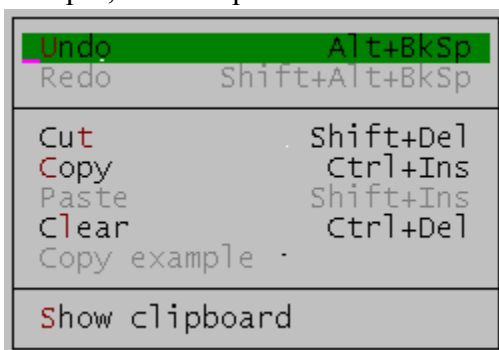 Undo Alt+BkSp
Redo Shift+Alt+BkSp
Cut Shift+Del
Copy Ctrl+Ins
Paste Shift+Ins
Clear Ctrl+Del
Copy example
Show clipboard